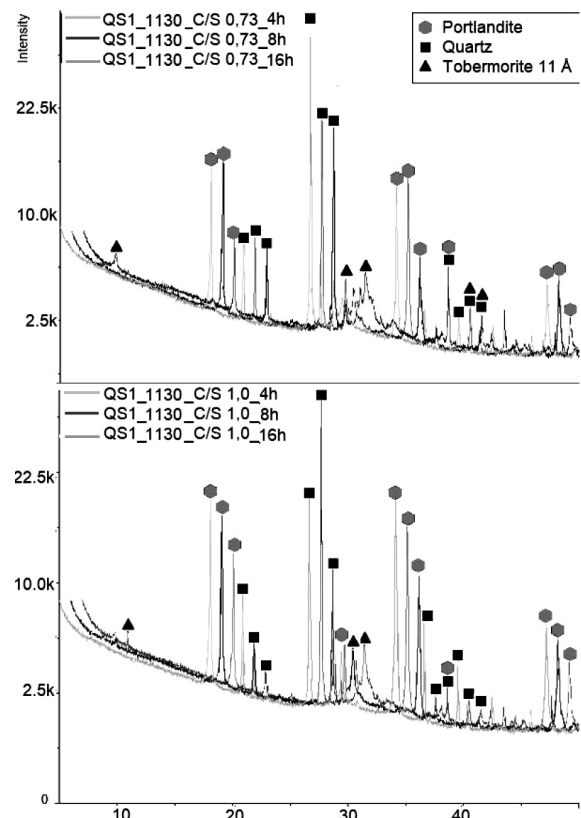 Intensity
QS1_1130_C/S 0,73_4h
QS1_1130_C/S 0,73_8h
QS1_1130_C/S 0,73_16h
Portlandite
Quartz
Tobermorite 11 Å
22.5k
10.0k
2.5k
QS1_1130_C/S 1,0_4h
QS1_1130_C/S 1,0_8h
QS1_1130_C/S 1,0_16h
22.5k
10.0k
2.5k
0
10
20
30
40